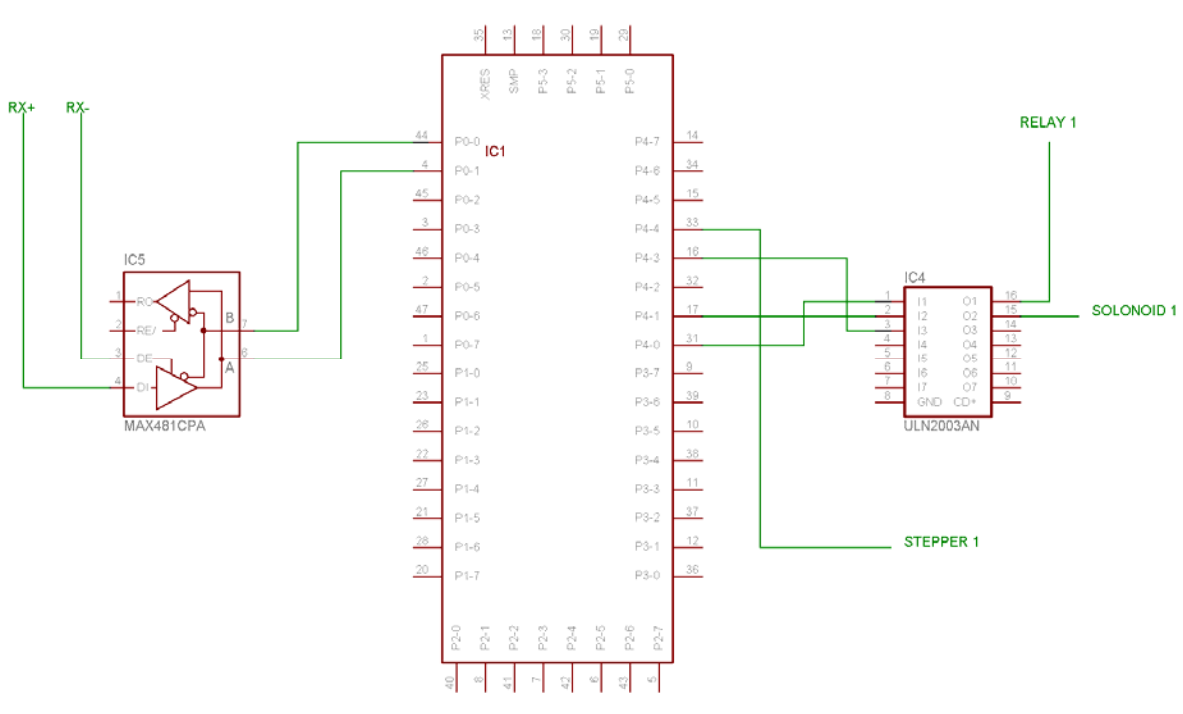 35 13 18 30 19 29
XRES SMP P5-3 P5-2 P5-1 P5-0
RX+ RX-
RELAY 1
44 P0-0 IC1 P4-7 14
4 P0-1 P4-6 34
45 P0-2 P4-5 15
3 P0-3 P4-4 33
46 P0-4 P4-3 16
2 P0-5 P4-2 32
47 P0-6 P4-1 17
1 P0-7 P4-0 31
25 P1-0 P3-7 9
23 P1-1 P3-6 39
26 P1-2 P3-5 10
22 P1-3 P3-4 38
27 P1-4 P3-3 11
21 P1-5 P3-2 37
28 P1-6 P3-1 12
20 P1-7 P3-0 36
IC5
1 RO B 7
2 RE/
3 DE A 6
4 DI
MAX481CPA
IC4
1 I1 O1 16
2 I2 O2 15
3 I3 O3 14
4 I4 O4 13
5 I5 O5 12
6 I6 O6 11
7 I7 O7 10
8 GND CD+ 9
ULN2003AN
SOLONOID 1
STEPPER 1
P2-0 P2-1 P2-2 P2-3 P2-4 P2-5 P2-6 P2-7
40 8 41 7 42 6 43 5